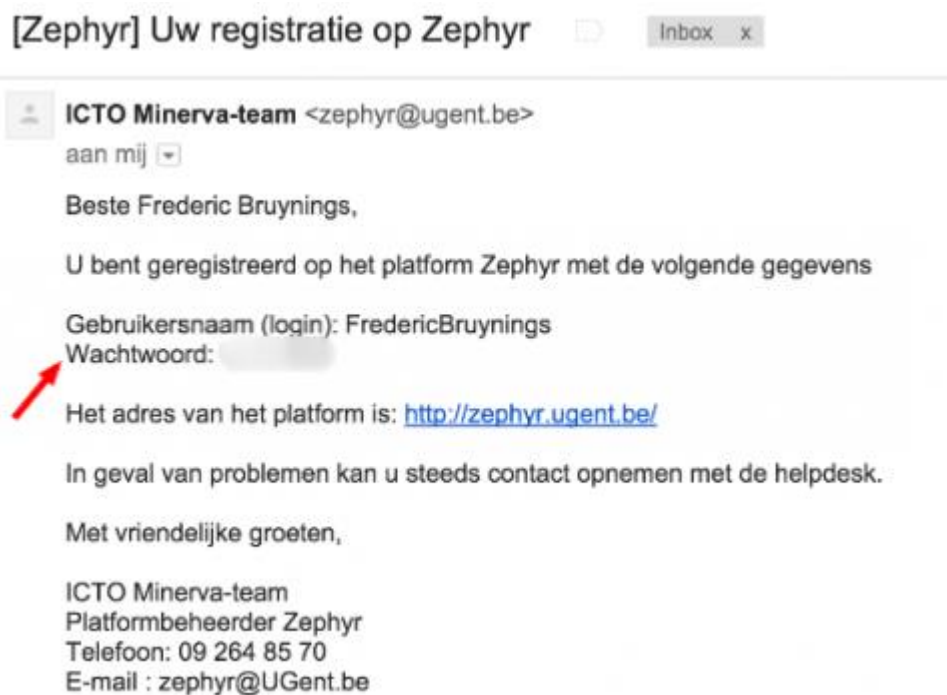 [Zephyr] Uw registratie op Zephyr Inbox x
ICTO Minerva-team <zephyr@ugent.be>
aan mij
Beste Frederic Bruynings,
U bent geregistreerd op het platform Zephyr met de volgende gegevens
Gebruikersnaam (login): FredericBruynings
Wachtwoord:
Het adres van het platform is: http://zephyr.ugent.be/
In geval van problemen kan u steeds contact opnemen met de helpdesk.
Met vriendelijke groeten,
ICTO Minerva-team
Platformbeheerder Zephyr
Telefoon: 09 264 85 70
E-mail : zephyr@UGent.be